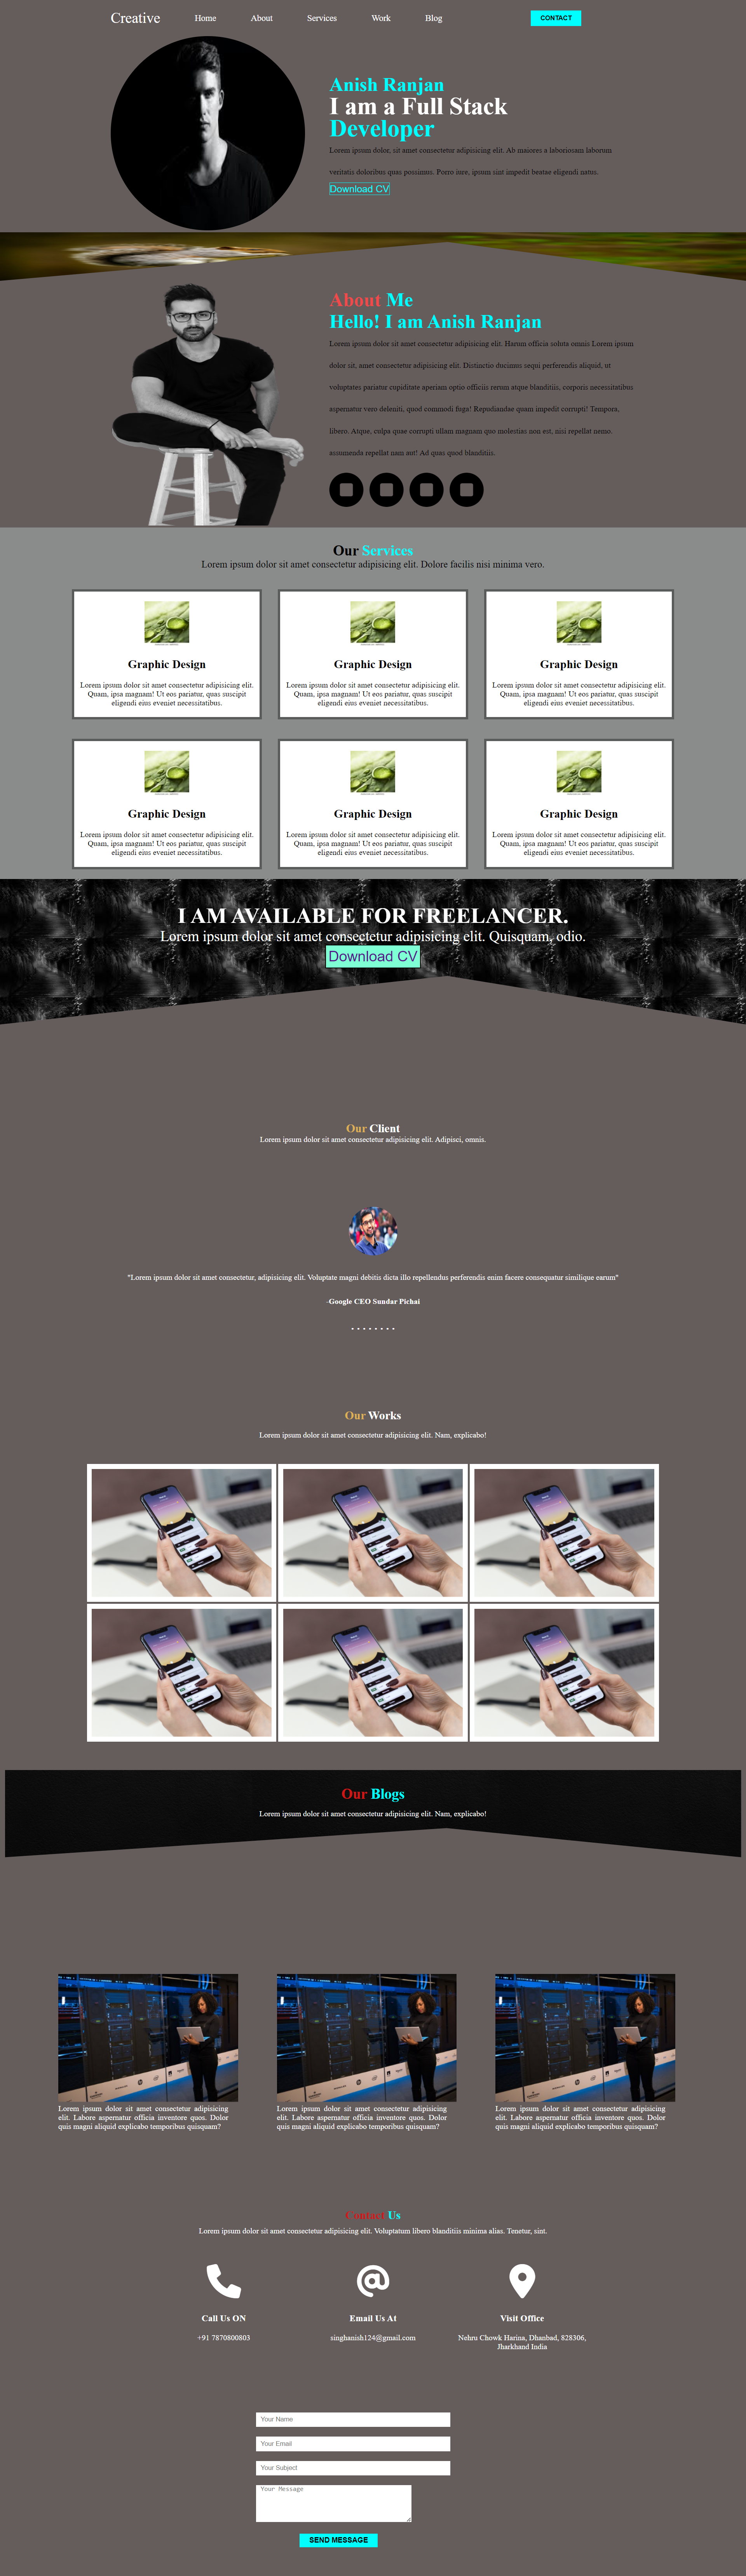 Creative
Home
About
Services
Work
Blog
CONTACT
Anish Ranjan
I am a Full Stack
Developer
Lorem ipsum dolor, sit amet consectetur adipisicing elit. Ab maiores a laboriosam laborum
veritatis doloribus quas possimus. Porro iure, ipsum sint impedit beatae eligendi natus.
Download CV
About Me
Hello! I am Anish Ranjan
Lorem ipsum dolor sit amet consectetur adipisicing elit. Harum officia soluta omnis Lorem ipsum
dolor sit, amet consectetur adipisicing elit. Distinctio ducimus sequi perferendis aliquid, ut
voluptates pariatur cupiditate aperiam optio officiis rerum atque blanditiis, corporis necessitatibus
aspernatur vero deleniti, quod commodi fuga! Repudiandae quam impedit corrupti! Tempora,
libero. Atque, culpa quae corrupti ullam magnam quo molestias non est, nisi repellat nemo.
assumenda repellat nam aut! Ad quas quod blanditiis.
Our Services
Lorem ipsum dolor sit amet consectetur adipisicing elit. Dolore facilis nisi minima vero.
Graphic Design
Lorem ipsum dolor sit amet consectetur adipisicing elit.
Quam, ipsa magnam! Ut eos pariatur, quas suscipit
eligendi eius eveniet necessitatibus.
Graphic Design
Lorem ipsum dolor sit amet consectetur adipisicing elit.
Quam, ipsa magnam! Ut eos pariatur, quas suscipit
eligendi eius eveniet necessitatibus.
Graphic Design
Lorem ipsum dolor sit amet consectetur adipisicing elit.
Quam, ipsa magnam! Ut eos pariatur, quas suscipit
eligendi eius eveniet necessitatibus.
Graphic Design
Lorem ipsum dolor sit amet consectetur adipisicing elit.
Quam, ipsa magnam! Ut eos pariatur, quas suscipit
eligendi eius eveniet necessitatibus.
Graphic Design
Lorem ipsum dolor sit amet consectetur adipisicing elit.
Quam, ipsa magnam! Ut eos pariatur, quas suscipit
eligendi eius eveniet necessitatibus.
Graphic Design
Lorem ipsum dolor sit amet consectetur adipisicing elit.
Quam, ipsa magnam! Ut eos pariatur, quas suscipit
eligendi eius eveniet necessitatibus.
I AM AVAILABLE FOR FREELANCER.
Lorem ipsum dolor sit amet consectetur adipisicing elit. Quisquam, odio.
Download CV
Our Client
Lorem ipsum dolor sit amet consectetur adipisicing elit. Adipisci, omnis.
"Lorem ipsum dolor sit amet consectetur, adipisicing elit. Voluptate magni debitis dicta illo repellendus perferendis enim facere consequatur similique earum"
-Google CEO Sundar Pichai
Our Works
Lorem ipsum dolor sit amet consectetur adipisicing elit. Nam, explicabo!
Our Blogs
Lorem ipsum dolor sit amet consectetur adipisicing elit. Nam, explicabo!
Lorem ipsum dolor sit amet consectetur adipisicing
elit. Labore aspernatur officia inventore quos. Dolor
quis magni aliquid explicabo temporibus quisquam?
Lorem ipsum dolor sit amet consectetur adipisicing
elit. Labore aspernatur officia inventore quos. Dolor
quis magni aliquid explicabo temporibus quisquam?
Lorem ipsum dolor sit amet consectetur adipisicing
elit. Labore aspernatur officia inventore quos. Dolor
quis magni aliquid explicabo temporibus quisquam?
Contact Us
Lorem ipsum dolor sit amet consectetur adipisicing elit. Voluptatum libero blanditiis minima alias. Tenetur, sint.
Call Us ON
+91 7870800803
Email Us At
singhanish124@gmail.com
Visit Office
Nehru Chowk Harina, Dhanbad, 828306,
Jharkhand India
Your Name
Your Email
Your Subject
Your Message
SEND MESSAGE